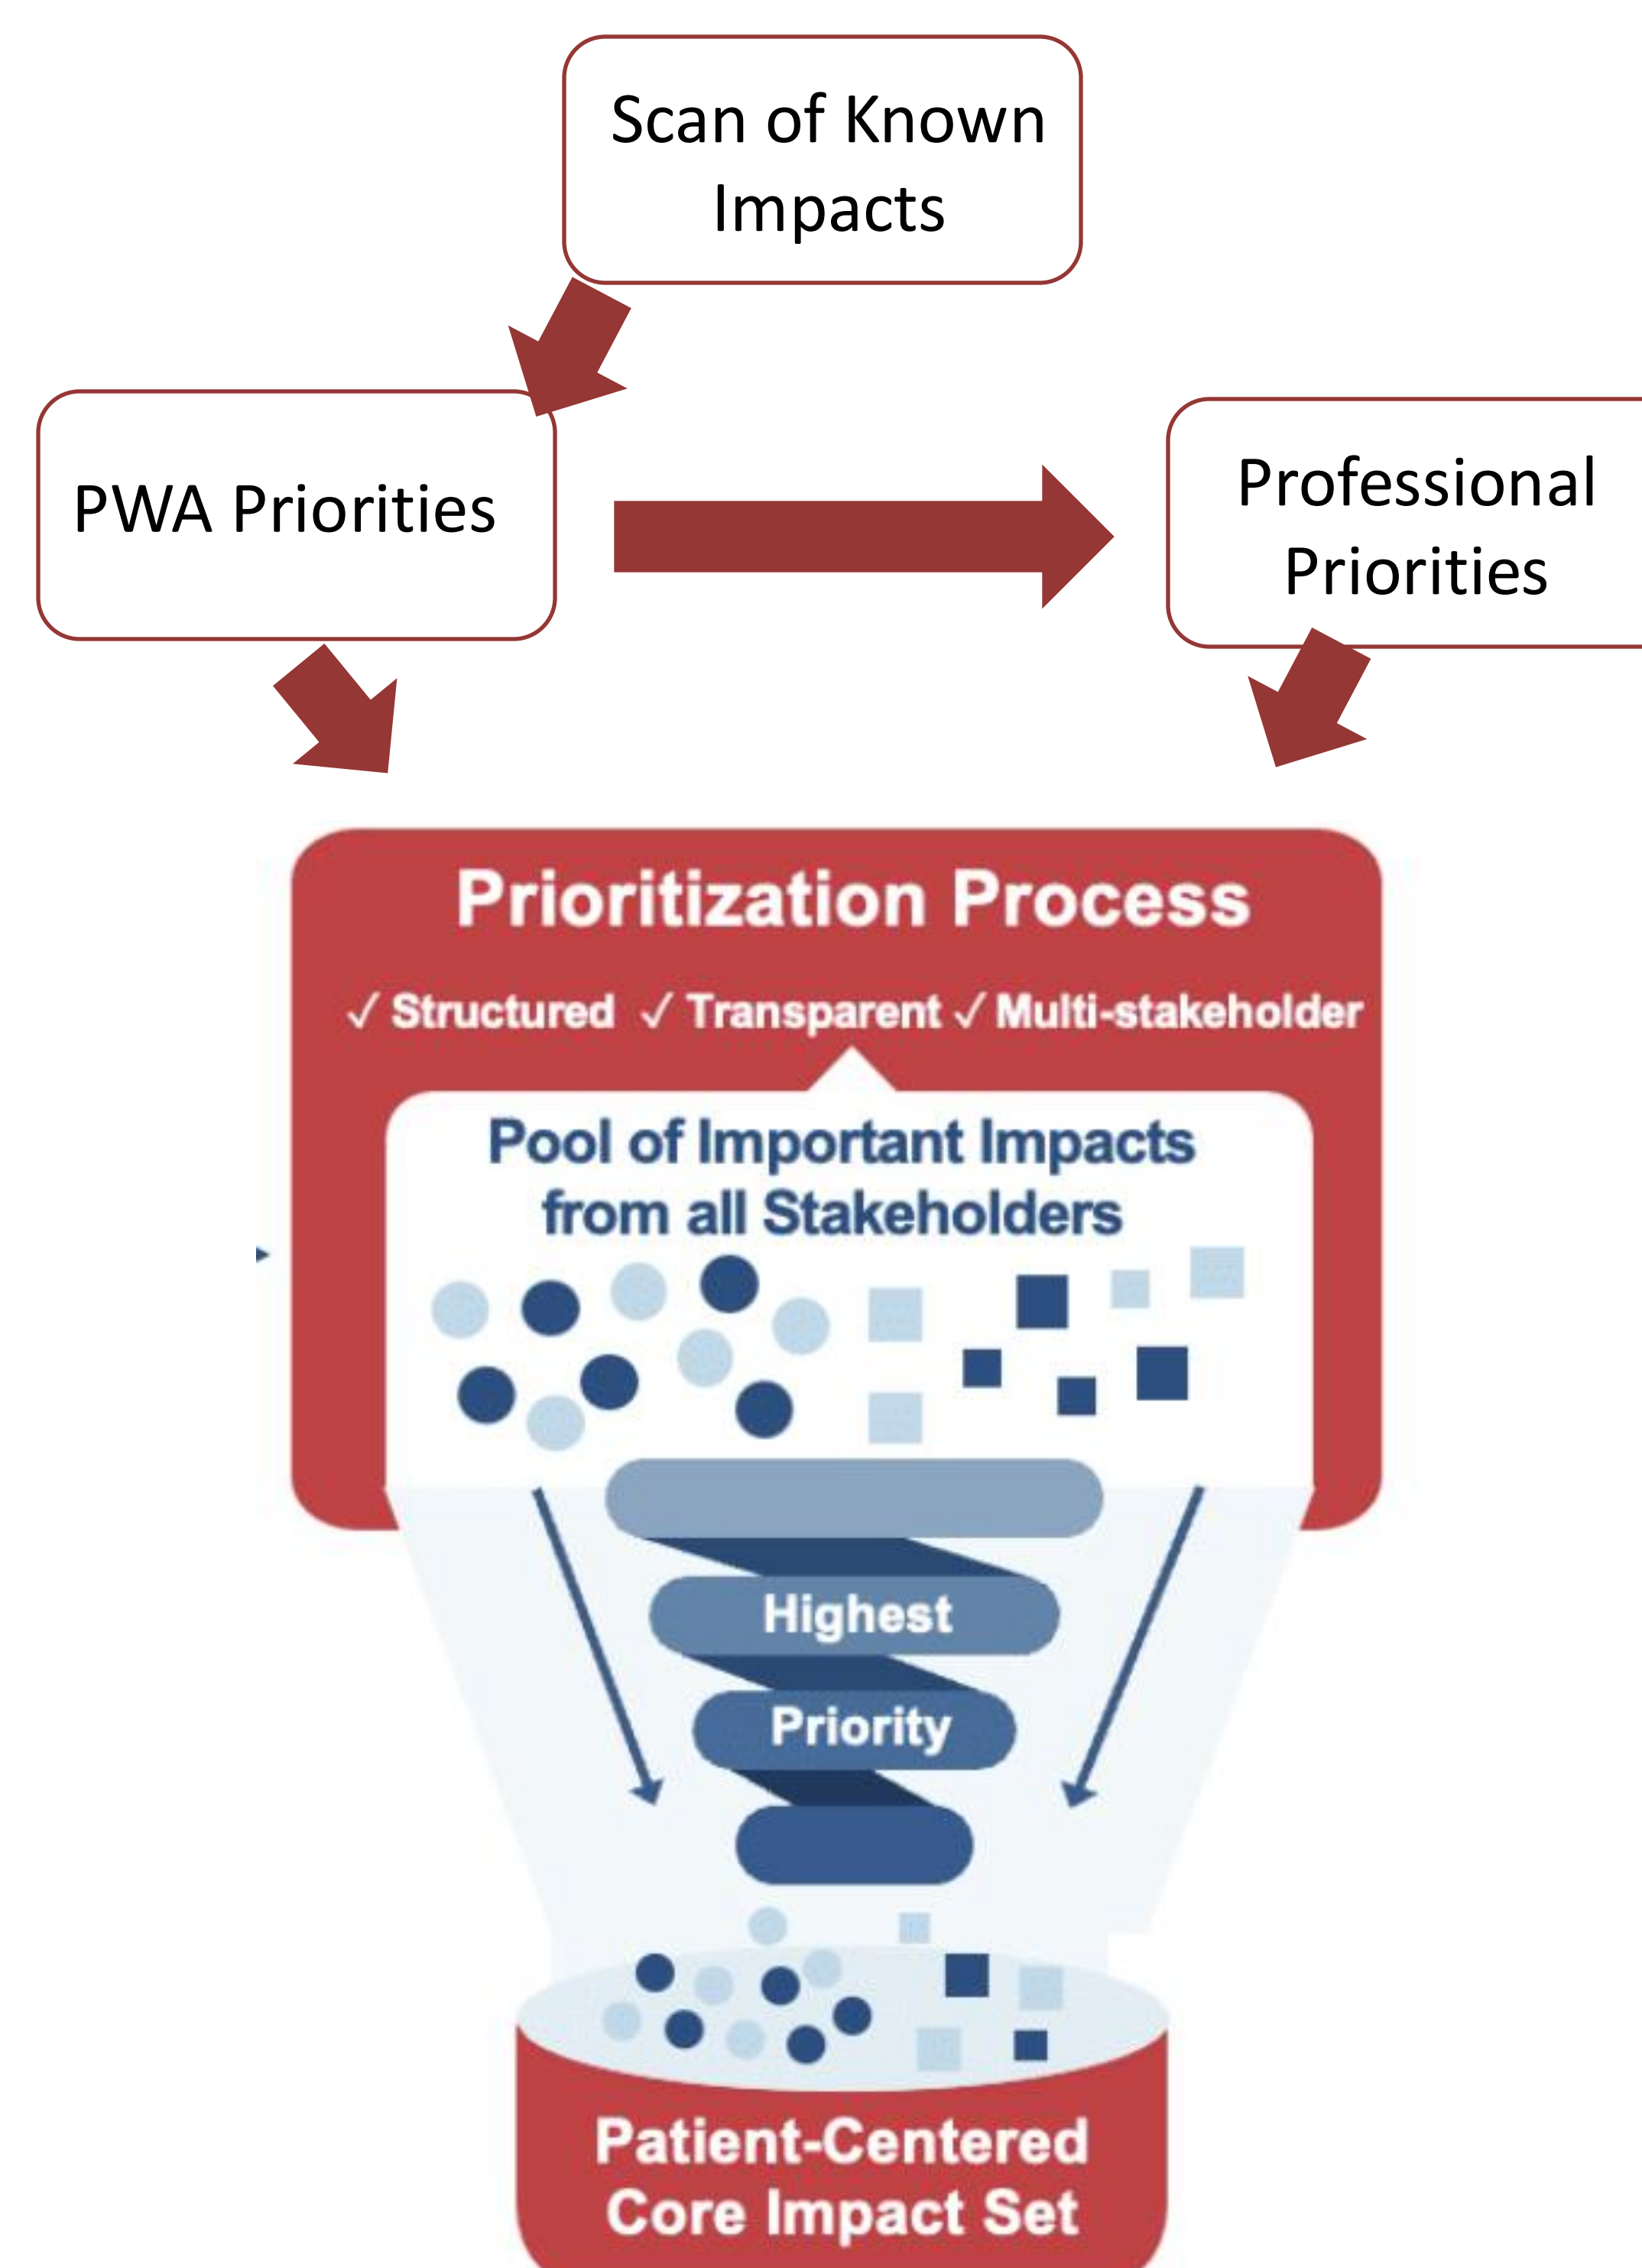 Scan of Known
Impacts
PWA Priorities
Professional
Priorities
Prioritization Process
✓ Structured ✓ Transparent ✓ Multi-stakeholder
Pool of Important Impacts
from all Stakeholders
Highest
Priority
Patient-Centered
Core Impact Set